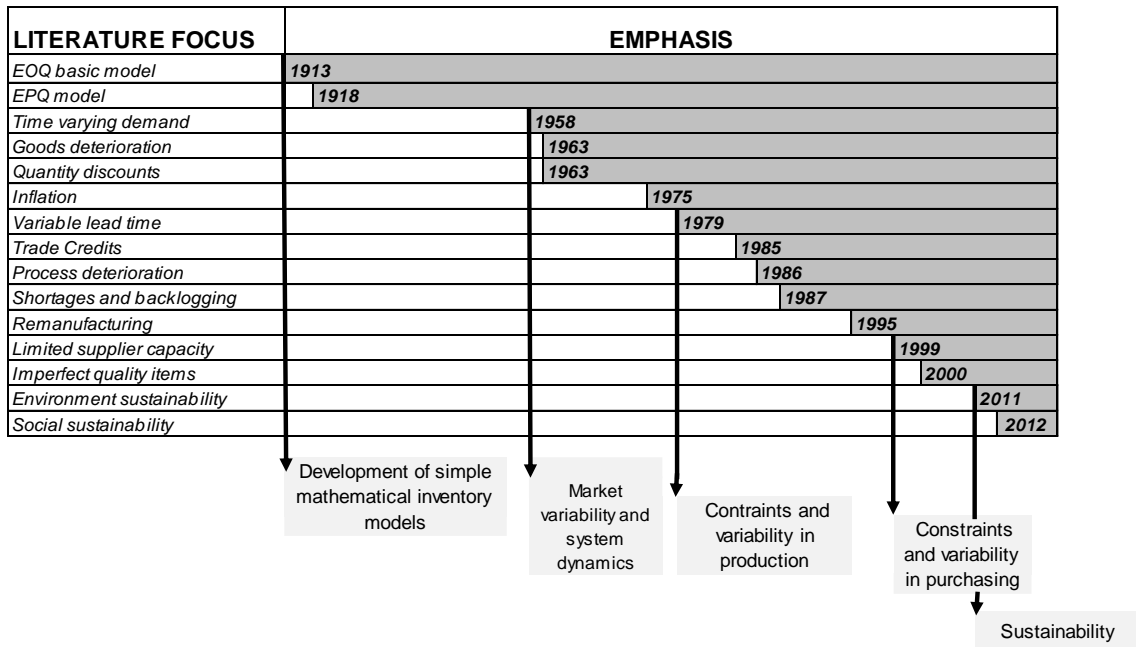 LITERATURE FOCUS EMPHASIS
EOQ basic model 1913
EPQ model 1918
Time varying demand 1958
Goods deterioration 1963
Quantity discounts 1963
Inflation 1975
Variable lead time 1979
Trade Credits 1985
Process deterioration 1986
Shortages and backlogging 1987
Remanufacturing 1995
Limited supplier capacity 1999
Imperfect quality items 2000
Environment sustainability 2011
Social sustainability 2012
Development of simple
mathematical inventory
models
Market
variability and
system
dynamics
Contraints and
variability in
production
Constraints
and variability
in purchasing
Sustainability